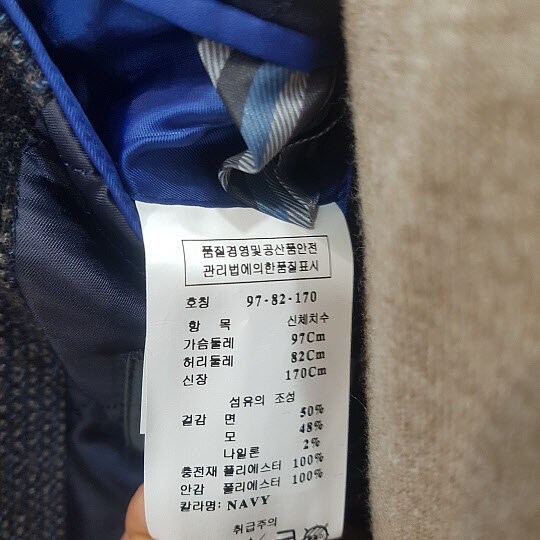 품질경영및공산품안전
관리법에의한품질표시
호칭 97-82-170
항 목 신체치수
가슴둘레 97Cm
허리둘레 82Cm
신장 170Cm
섬유의 조성
겉감 면 50%
모 48%
나일론 2%
충전재 폴리에스터 100%
안감 폴리에스터 100%
칼라명: NAVY
취급주의